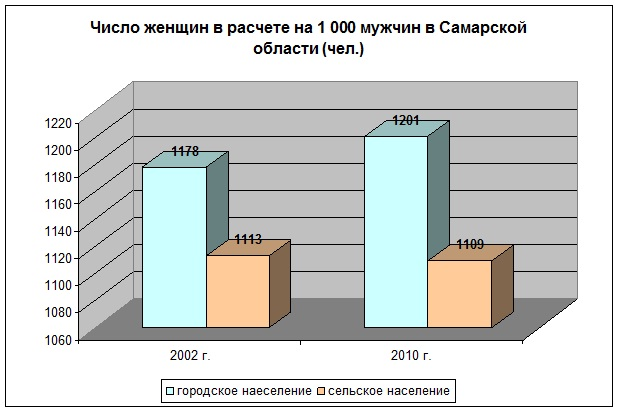 Число женщин в расчете на 1 000 мужчин в Самарской
области (чел.)
1220
1200
1180
1160
1140
1120
1100
1080
1060
1178
1113
1201
1109
2002 г.
2010 г.
городское наеселение
сельское население